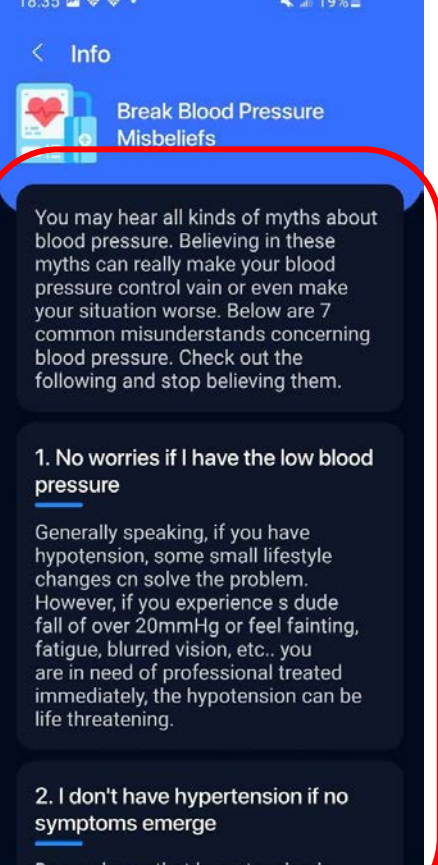 18:35
19%
Info
Break Blood Pressure
Misbeliefs
You may hear all kinds of myths about
blood pressure. Believing in these
myths can really make your blood
pressure control vain or even make
your situation worse. Below are 7
common misunderstands concerning
blood pressure. Check out the
following and stop believing them.
1. No worries if I have the low blood
pressure
Generally speaking, if you have
hypotension, some small lifestyle
changes cn solve the problem.
However, if you experience s dude
fall of over 20mmHg or feel fainting,
fatigue, blurred vision, etc.. you
are in need of professional treated
immediately, the hypotension can be
life threatening.
2. I don't have hypertension if no
symptoms emerge